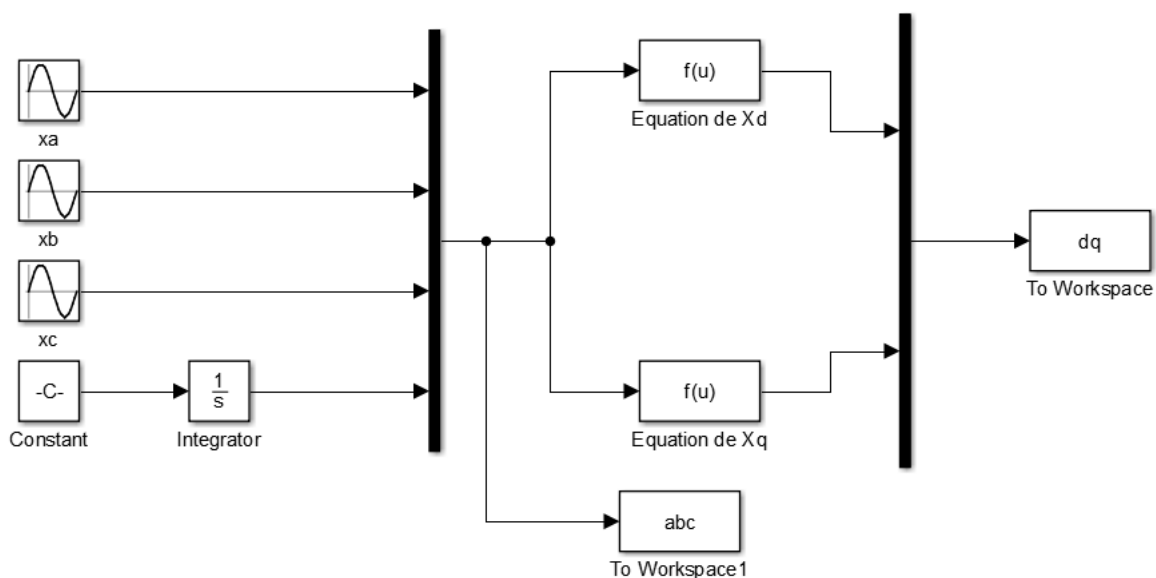 xa
xb
xc
-C-
Constant
1
s
Integrator
f(u)
Equation de Xd
f(u)
Equation de Xq
abc
To Workspace1
dq
To Workspace